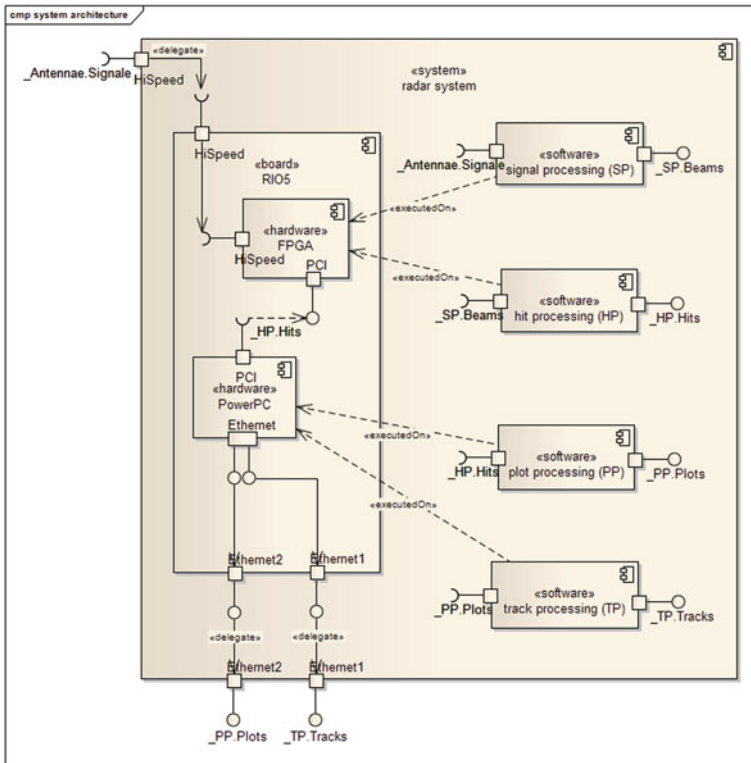 cmp system architecture
«delegate»
_Antennae.Signale
HiSpeed
«system»
radar system
HiSpeed
«board»
RIO5
_Antennae.Signale
«software»
signal processing (SP)
_SP.Beams
«executedOn»
«hardware»
FPGA
HiSpeed
PCI
«executedOn»
_SP.Beams
«software»
hit processing (HP)
_HP.Hits
_HP.Hits
PCI
«hardware»
PowerPC
Ethernet
«executedOn»
_HP.Hits
«software»
plot processing (PP)
_PP.Plots
«executedOn»
Ethernet2
Ethernet1
_PP.Plots
«software»
track processing (TP)
_TP.Tracks
«delegate»
«delegate»
Ethernet2
Ethernet1
_PP.Plots
_TP.Tracks